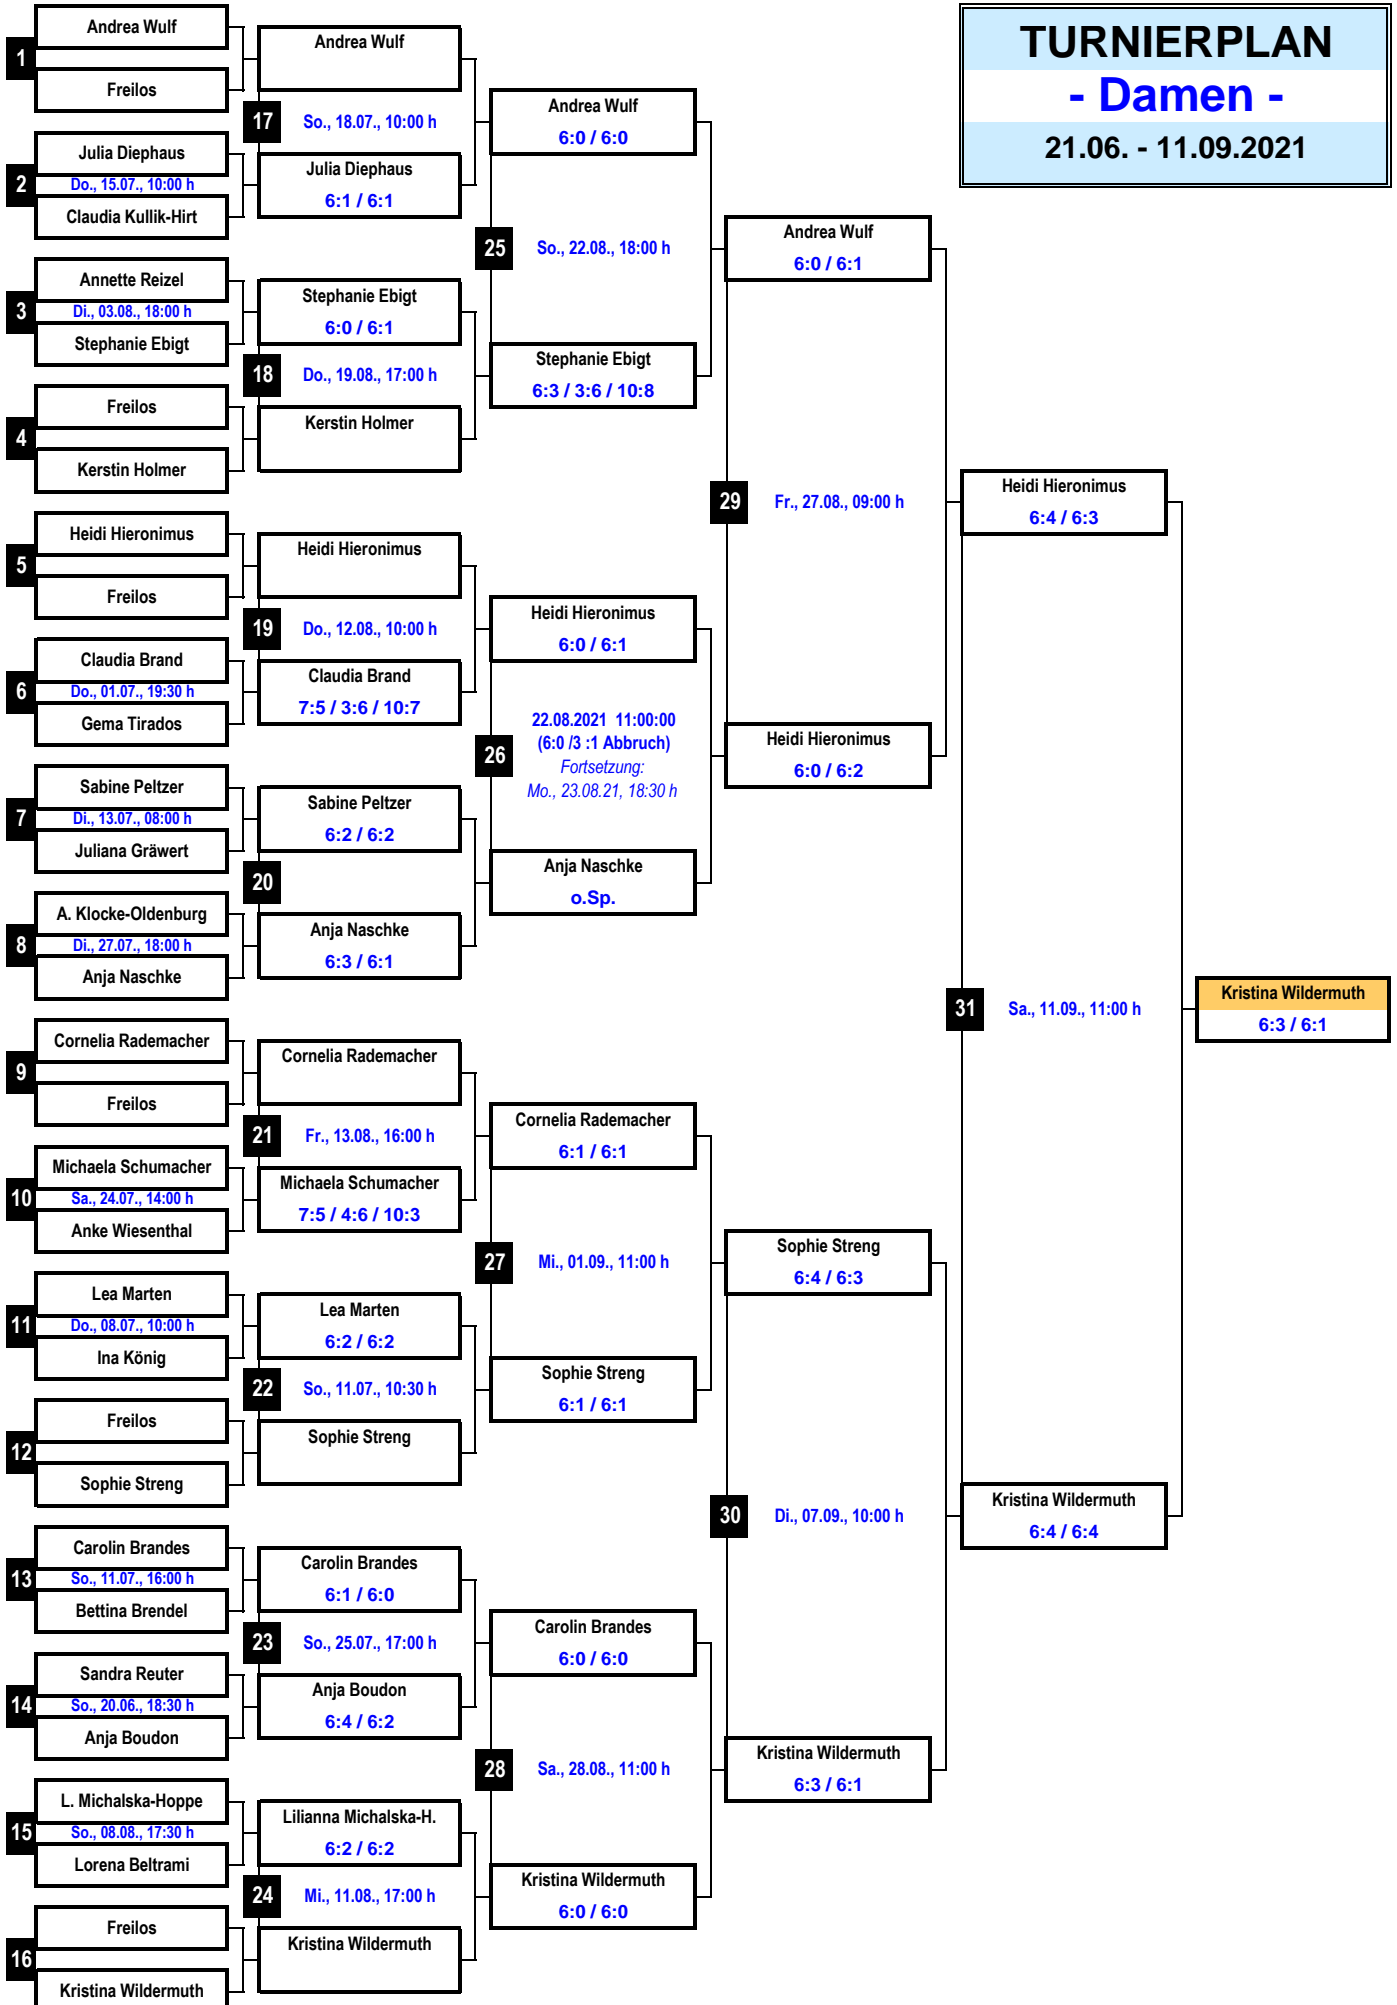 TURNIERPLAN
- Damen -
21.06. - 11.09.2021
1
Andrea Wulf
Freilos
2
Julia Diephaus
Do., 15.07., 10:00 h
Claudia Kullik-Hirt
3
Annette Reizel
Di., 03.08., 18:00 h
Stephanie Ebigt
4
Freilos
Kerstin Holmer
5
Heidi Hieronimus
Freilos
6
Claudia Brand
Do., 01.07., 19:30 h
Gema Tirados
7
Sabine Peltzer
Di., 13.07., 08:00 h
Juliana Gräwert
8
A. Klocke-Oldenburg
Di., 27.07., 18:00 h
Anja Naschke
9
Cornelia Rademacher
Freilos
10
Michaela Schumacher
Sa., 24.07., 14:00 h
Anke Wiesenthal
11
Lea Marten
Do., 08.07., 10:00 h
Ina König
12
Freilos
Sophie Streng
13
Carolin Brandes
So., 11.07., 16:00 h
Bettina Brendel
14
Sandra Reuter
So., 20.06., 18:30 h
Anja Boudon
15
L. Michalska-Hoppe
So., 08.08., 17:30 h
Lorena Beltrami
16
Freilos
Kristina Wildermuth
Andrea Wulf
17
So., 18.07., 10:00 h
Julia Diephaus
6:1 / 6:1
Stephanie Ebigt
6:0 / 6:1
18
Do., 19.08., 17:00 h
Kerstin Holmer
Heidi Hieronimus
19
Do., 12.08., 10:00 h
Claudia Brand
7:5 / 3:6 / 10:7
Sabine Peltzer
6:2 / 6:2
20
Anja Naschke
6:3 / 6:1
Cornelia Rademacher
21
Fr., 13.08., 16:00 h
Michaela Schumacher
7:5 / 4:6 / 10:3
Lea Marten
6:2 / 6:2
22
So., 11.07., 10:30 h
Sophie Streng
Carolin Brandes
6:1 / 6:0
23
So., 25.07., 17:00 h
Anja Boudon
6:4 / 6:2
Lilianna Michalska-H.
6:2 / 6:2
24
Mi., 11.08., 17:00 h
Kristina Wildermuth
Andrea Wulf
6:0 / 6:0
25
So., 22.08., 18:00 h
Stephanie Ebigt
6:3 / 3:6 / 10:8
Heidi Hieronimus
6:0 / 6:1
26
22.08.2021 11:00:00
(6:0 /3 :1 Abbruch)
Fortsetzung:
Mo., 23.08.21, 18:30 h
Anja Naschke
o.Sp.
Cornelia Rademacher
6:1 / 6:1
27
Mi., 01.09., 11:00 h
Sophie Streng
6:1 / 6:1
Carolin Brandes
6:0 / 6:0
28
Sa., 28.08., 11:00 h
Kristina Wildermuth
6:0 / 6:0
Andrea Wulf
6:0 / 6:1
29
Fr., 27.08., 09:00 h
Heidi Hieronimus
6:0 / 6:2
Sophie Streng
6:4 / 6:3
30
Di., 07.09., 10:00 h
Kristina Wildermuth
6:3 / 6:1
Heidi Hieronimus
6:4 / 6:3
31
Sa., 11.09., 11:00 h
Kristina Wildermuth
6:4 / 6:4
Kristina Wildermuth
6:3 / 6:1